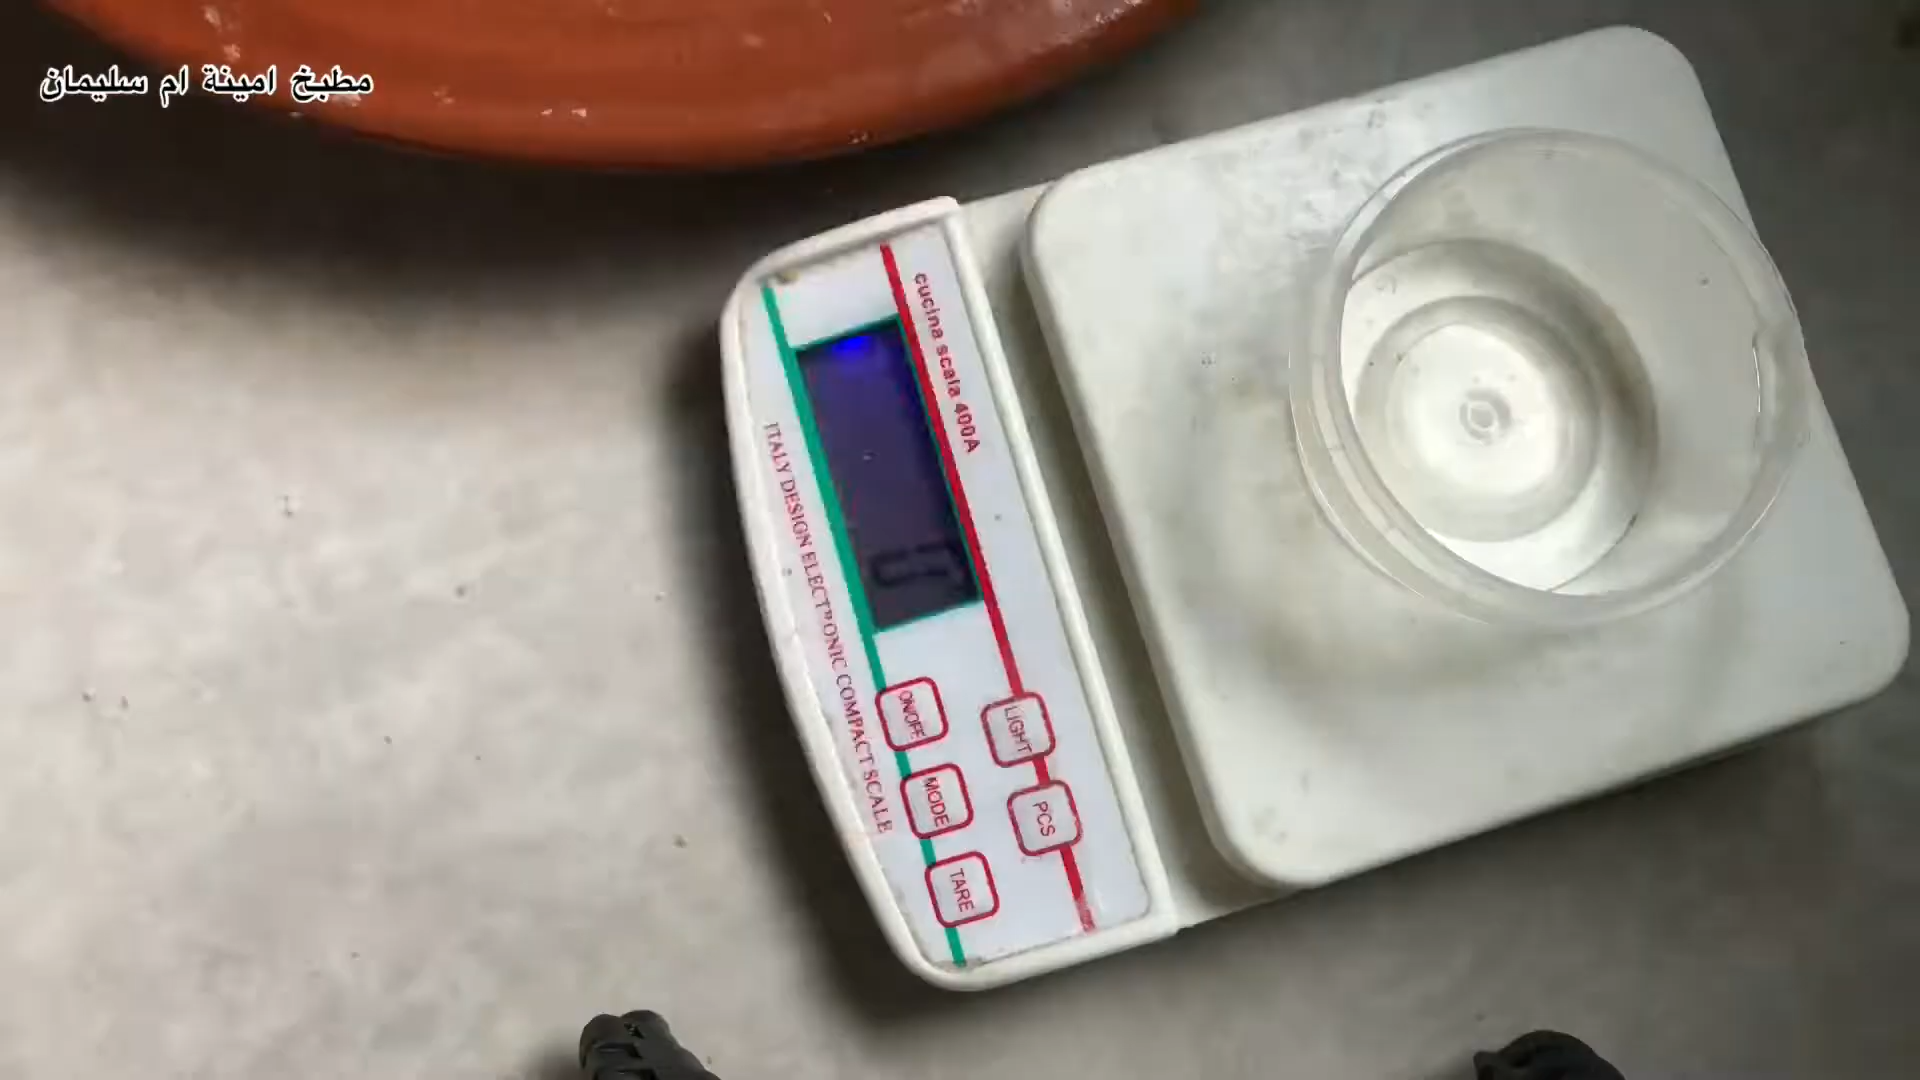 مطبخ امينة ام سليمان
cucina scala 400A
ITALY DESIGN ELECTRONIC COMPACT SCALE
ON/OFF
LIGHT
MODE
PCS
TARE